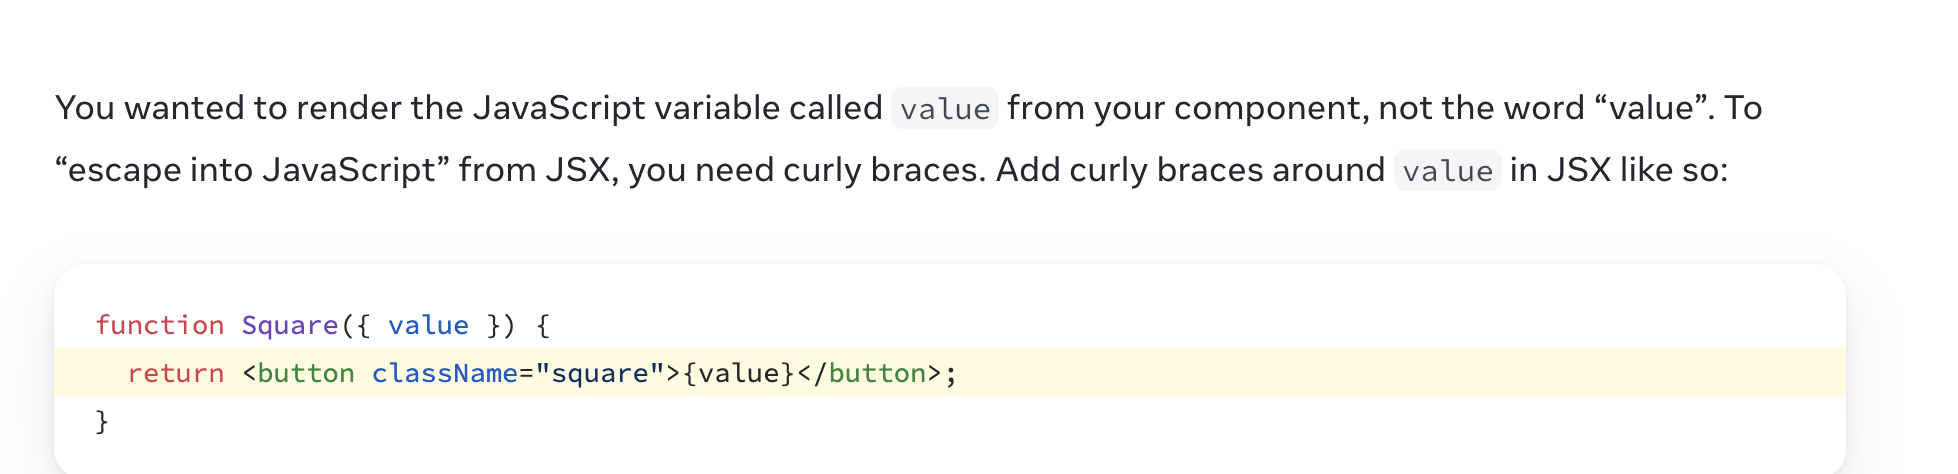 You wanted to render the JavaScript variable called value from your component, not the word “value”. To
“escape into JavaScript” from JSX, you need curly braces. Add curly braces around value in JSX like so:
function Square({ value }) {
  return <button className="square">{value}</button>;
}